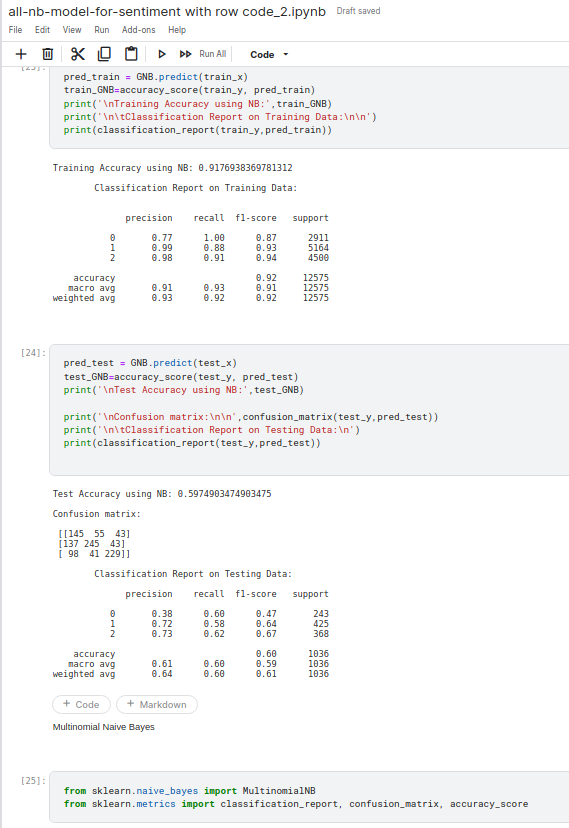 all-nb-model-for-sentiment with row code_2.ipynb Draft saved
File Edit View Run Add-ons Help
Run All Code
[23]:
pred_train = GNB.predict(train_x)
train_GNB=accuracy_score(train_y, pred_train)
print('\nTraining Accuracy using NB:',train_GNB)
print('\n\tClassification Report on Training Data:\n\n')
print(classification_report(train_y,pred_train))
Training Accuracy using NB: 0.9176938369781312
Classification Report on Training Data:
precision recall f1-score support
0 0.77 1.00 0.87 2911
1 0.99 0.88 0.93 5164
2 0.98 0.91 0.94 4500
accuracy 0.92 12575
macro avg 0.91 0.93 0.91 12575
weighted avg 0.93 0.92 0.92 12575
[24]:
pred_test = GNB.predict(test_x)
test_GNB=accuracy_score(test_y, pred_test)
print('\nTest Accuracy using NB:',test_GNB)
print('\nConfusion matrix:\n\n',confusion_matrix(test_y,pred_test))
print('\n\tClassification Report on Testing Data:\n')
print(classification_report(test_y,pred_test))
Test Accuracy using NB: 0.5974903474903475
Confusion matrix:
[[145 55 43]
[137 245 43]
[ 98 41 229]]
Classification Report on Testing Data:
precision recall f1-score support
0 0.38 0.60 0.47 243
1 0.72 0.58 0.64 425
2 0.73 0.62 0.67 368
accuracy 0.60 1036
macro avg 0.61 0.60 0.59 1036
weighted avg 0.64 0.60 0.61 1036
+ Code + Markdown
Multinomial Naive Bayes
[25]:
from sklearn.naive_bayes import MultinomialNB
from sklearn.metrics import classification_report, confusion_matrix, accuracy_score